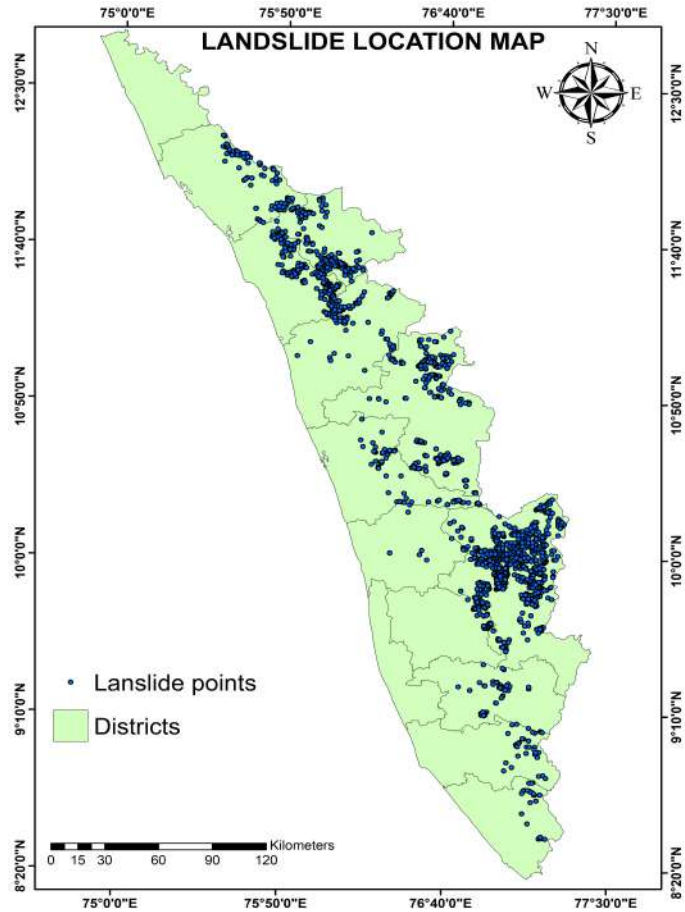 75°0'0"E 75°50'0"E 76°40'0"E 77°30'0"E
LANDSLIDE LOCATION MAP
N
W E
S
12°30'0"N 12°30'0"N
11°40'0"N 11°40'0"N
10°50'0"N 10°50'0"N
10°0'0"N 10°0'0"N
Lanslide points
9°10'0"N 9°10'0"N
Districts
Kilometers
0 15 30 60 90 120
8°20'0"N 8°20'0"N
75°0'0"E 75°50'0"E 76°40'0"E 77°30'0"E